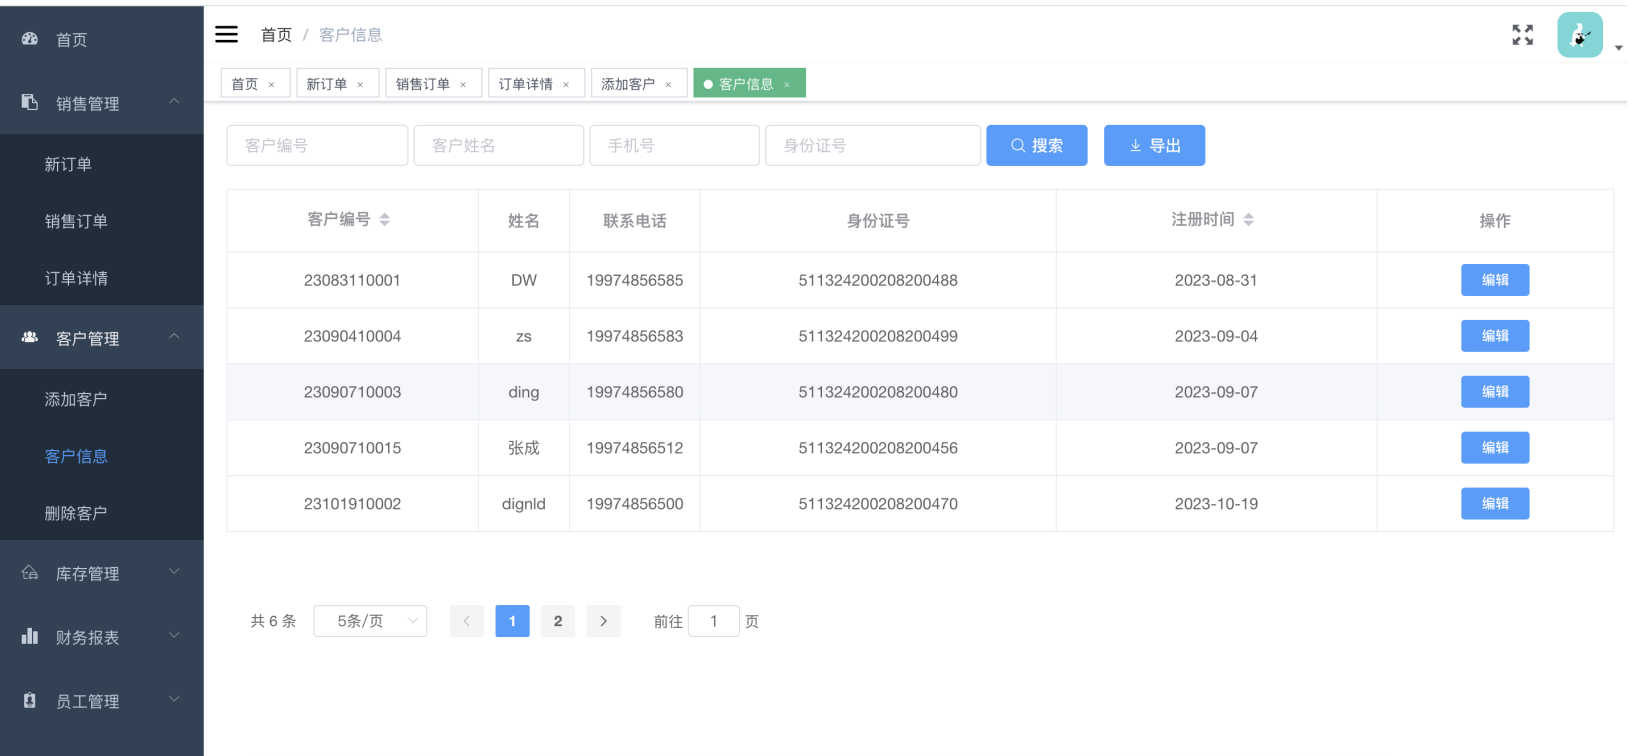 首页
销售管理
新订单
销售订单
订单详情
客户管理
添加客户
客户信息
删除客户
库存管理
财务报表
员工管理
首页 / 客户信息
首页 × 新订单 × 销售订单 × 订单详情 × 添加客户 × 客户信息 ×
客户编号 客户姓名 手机号 身份证号 搜索 导出
客户编号 姓名 联系电话 身份证号 注册时间 操作
23083110001 DW 19974856585 511324200208200488 2023-08-31 编辑
23090410004 zs 19974856583 511324200208200499 2023-09-04 编辑
23090710003 ding 19974856580 511324200208200480 2023-09-07 编辑
23090710015 张成 19974856512 511324200208200456 2023-09-07 编辑
23101910002 dignld 19974856500 511324200208200470 2023-10-19 编辑
共 6 条 5条/页 < 1 2 > 前往 1 页